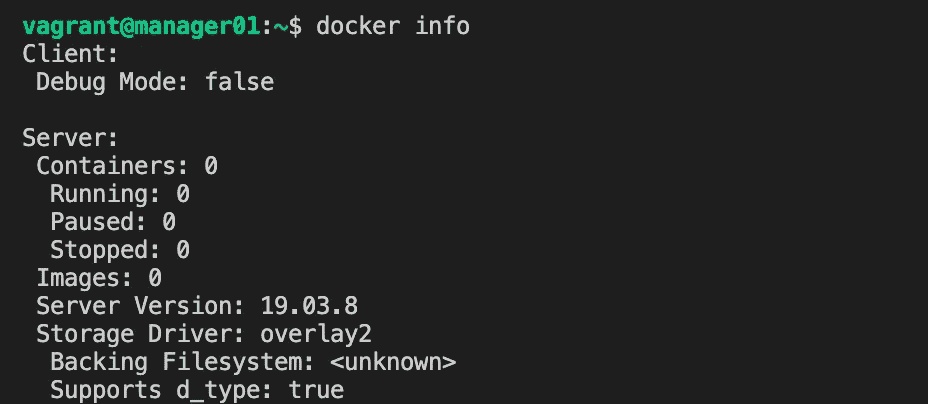 vagrant@manager01:~$ docker info
Client:
 Debug Mode: false

Server:
 Containers: 0
  Running: 0
  Paused: 0
  Stopped: 0
 Images: 0
 Server Version: 19.03.8
 Storage Driver: overlay2
  Backing Filesystem: <unknown>
  Supports d_type: true